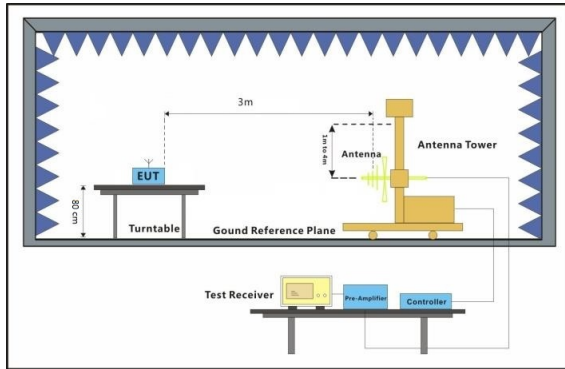 3m
1m to 4m
Antenna
Antenna Tower
EUT
80 cm
Turntable
Gound Reference Plane
Test Receiver
Pre-Amplifier
Controller